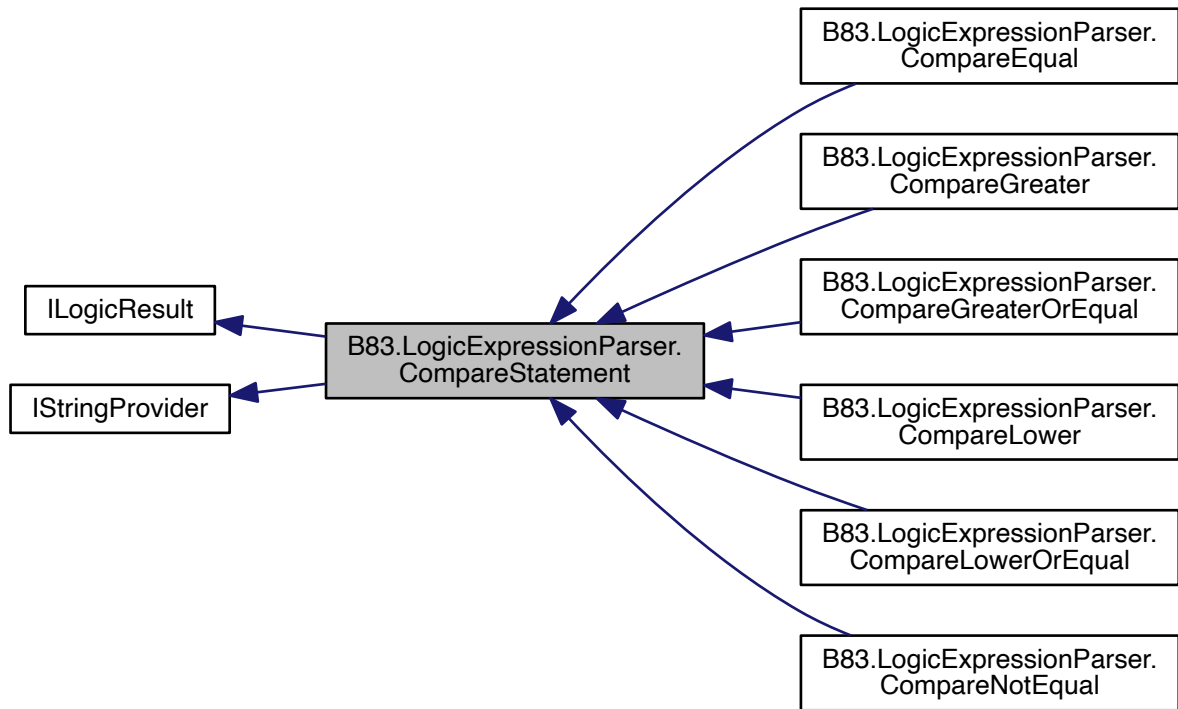 ILogicResult
IStringProvider
B83.LogicExpressionParser.
CompareStatement
B83.LogicExpressionParser.
CompareEqual
B83.LogicExpressionParser.
CompareGreater
B83.LogicExpressionParser.
CompareGreaterOrEqual
B83.LogicExpressionParser.
CompareLower
B83.LogicExpressionParser.
CompareLowerOrEqual
B83.LogicExpressionParser.
CompareNotEqual